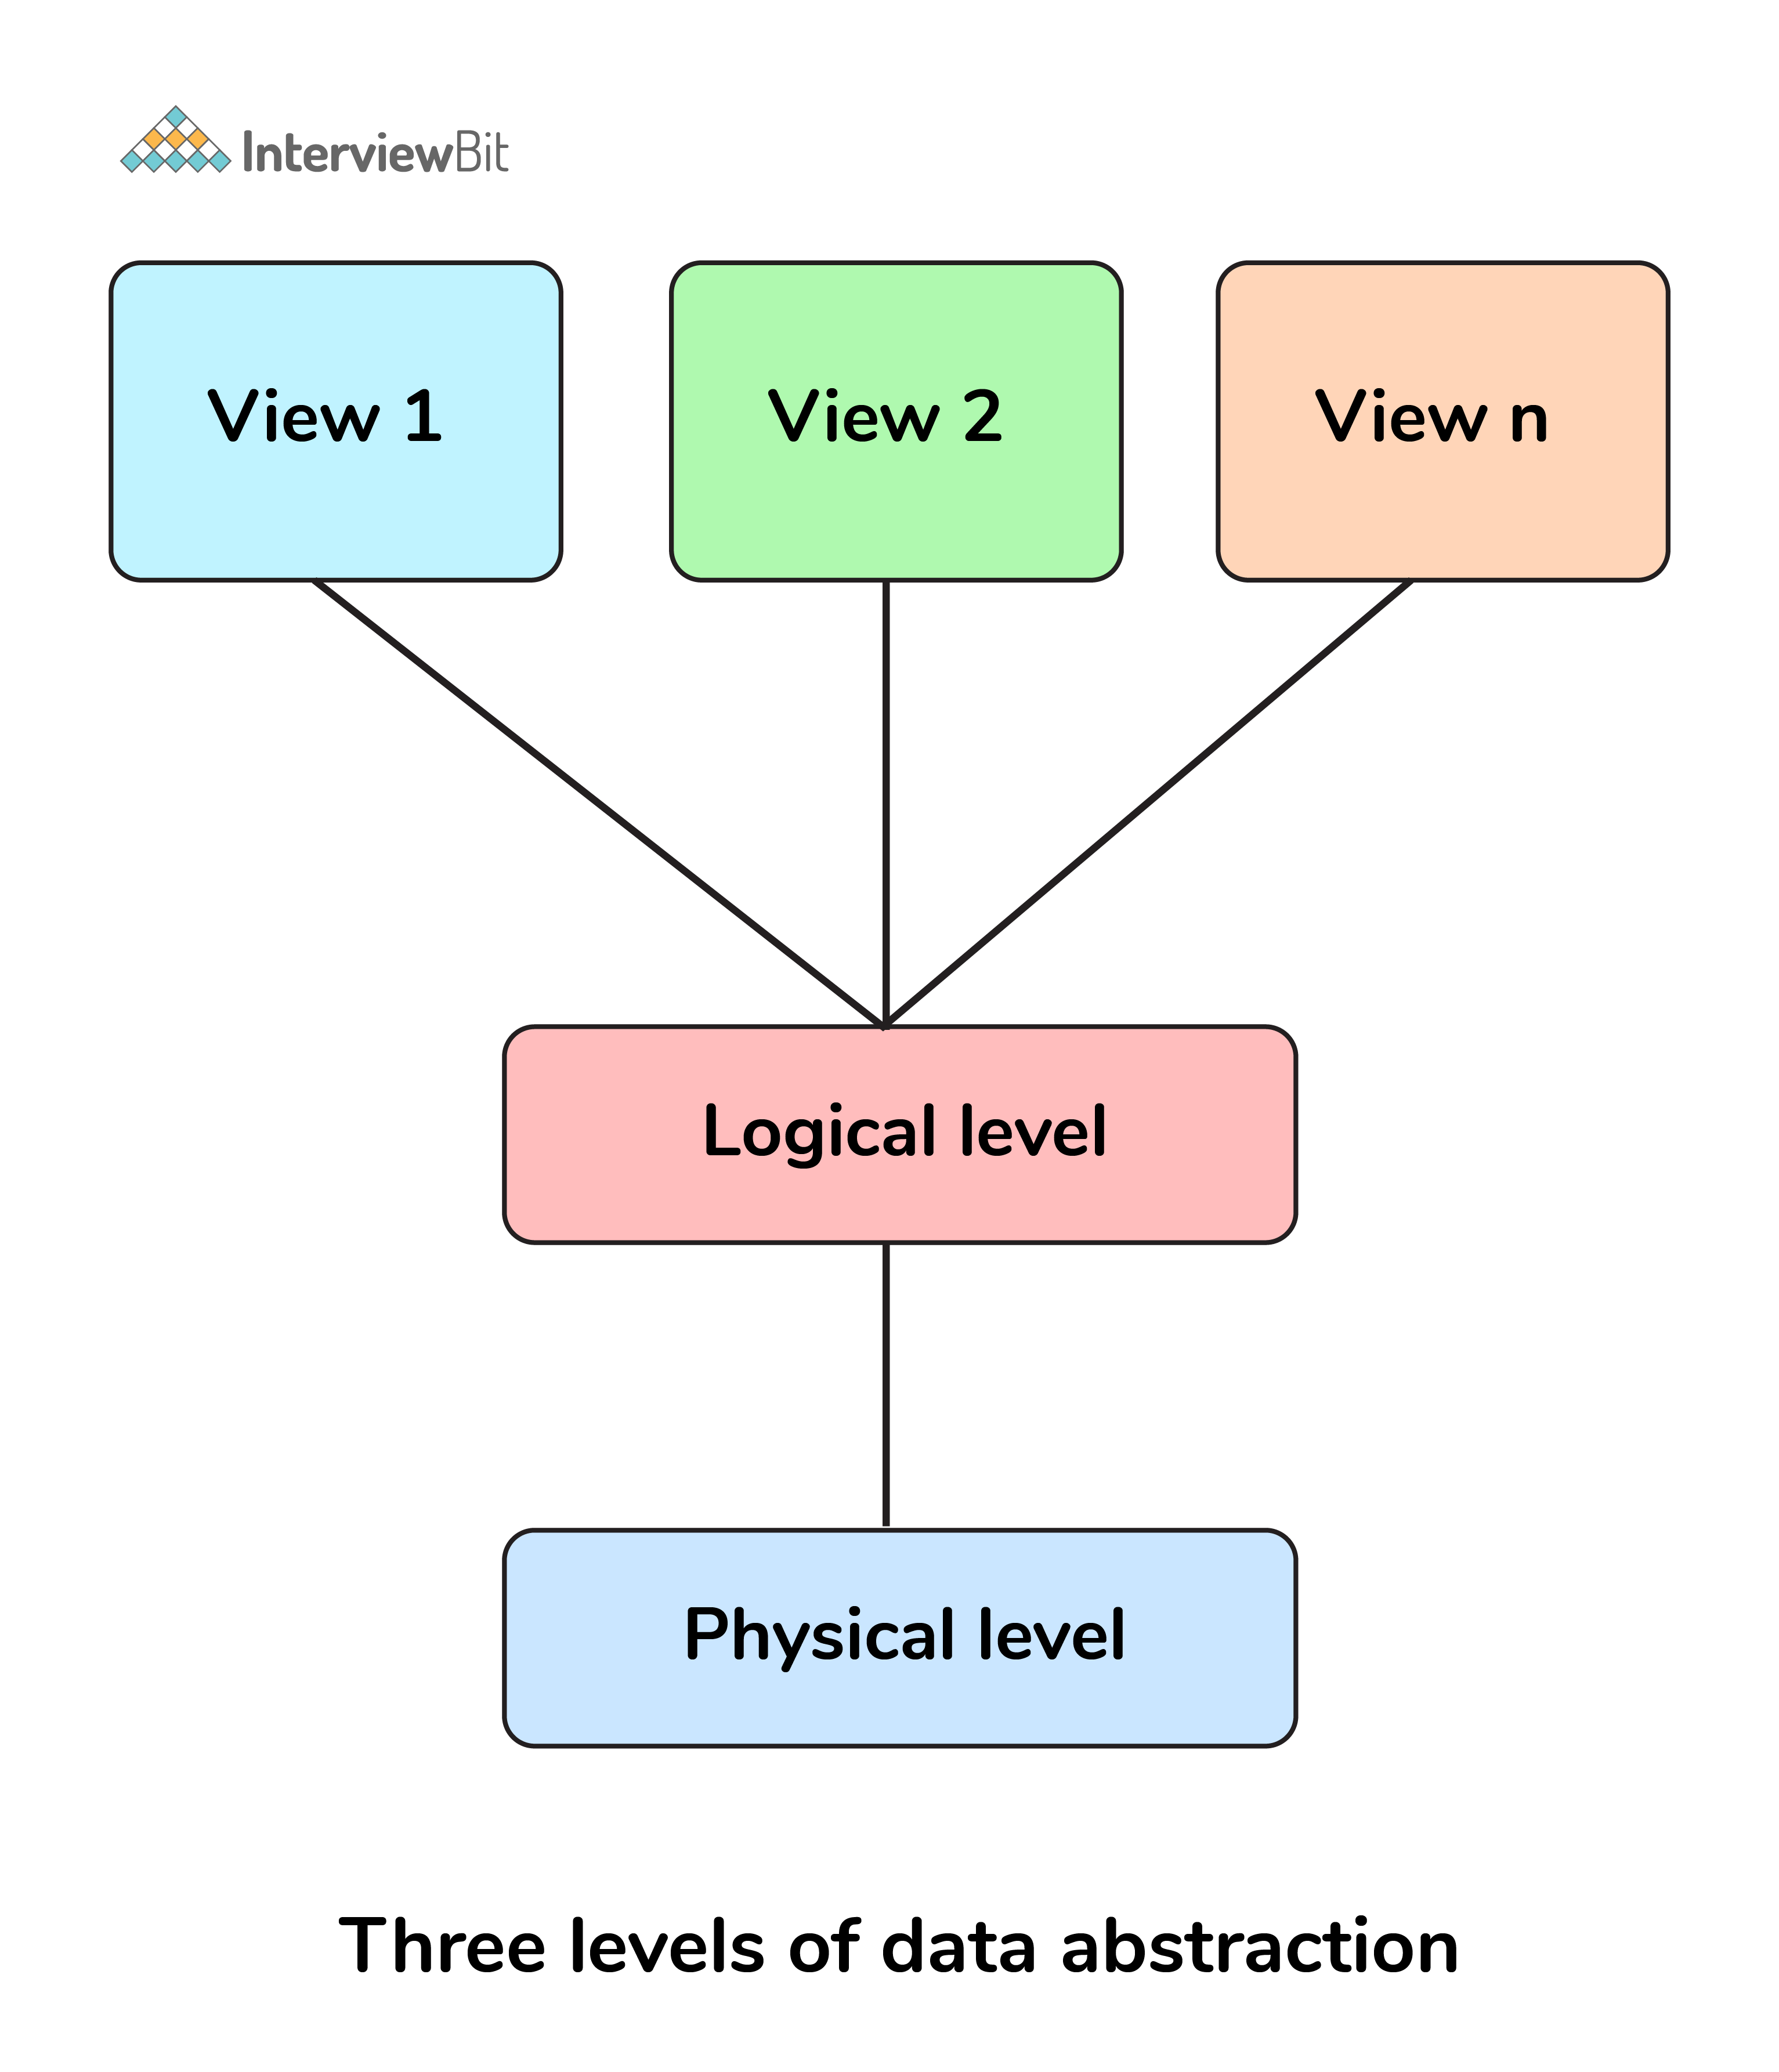 InterviewBit
View 1
View 2
View n
Logical level
Physical level
Three levels of data abstraction